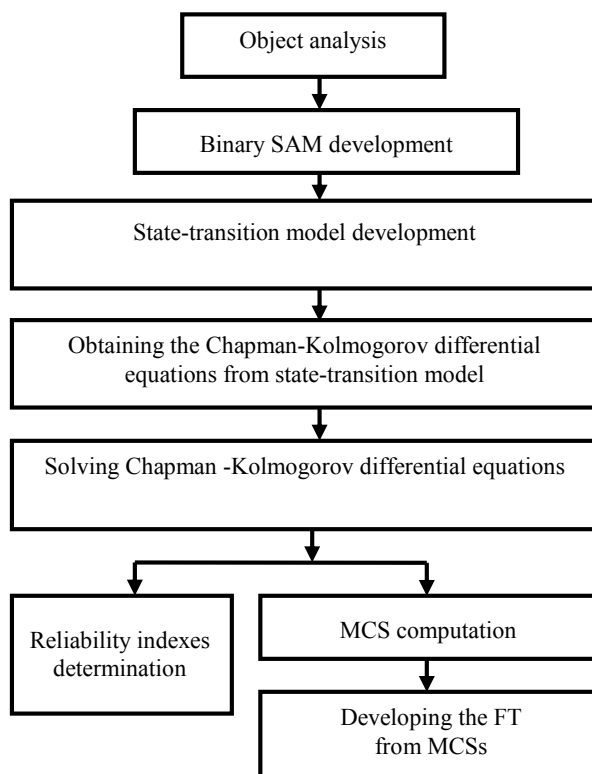 Object analysis
Binary SAM development
State-transition model development
Obtaining the Chapman-Kolmogorov differential
equations from state-transition model
Solving Chapman -Kolmogorov differential equations
Reliability indexes
determination
MCS computation
Developing the FT
from MCSs